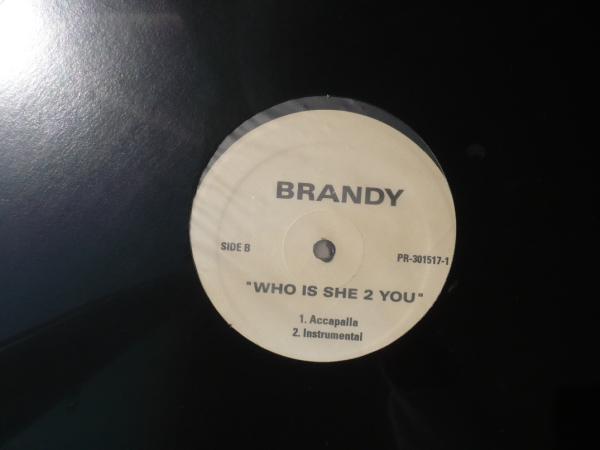 BRANDY
SIDE B
PR-301517-1
"WHO IS SHE 2 YOU"
1. Accapalla
2. Instrumental